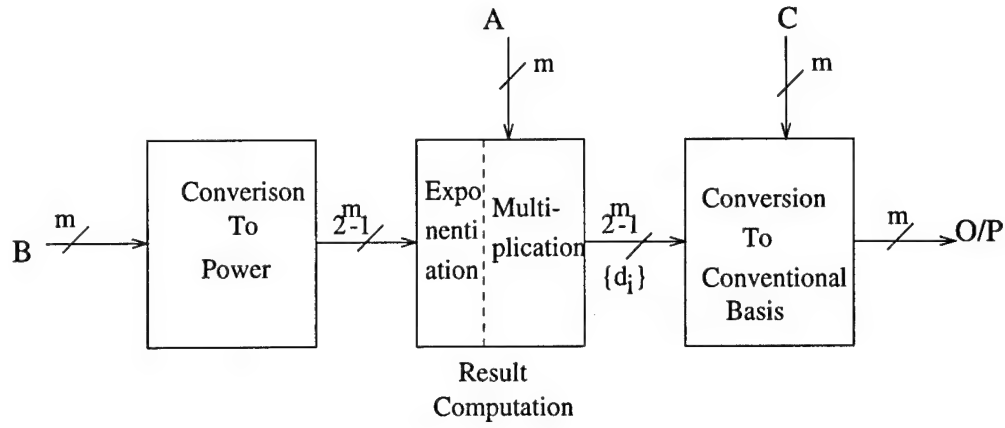 A
C
m
m
B
m
Converison
To
Power
2^m-1
Expo
nenti
ation
Multi-
plication
2^m-1
{d_i}
Conversion
To
Conventional
Basis
m
O/P
Result
Computation